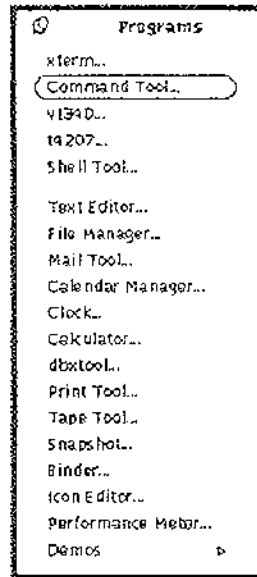 Programs
xterm...
Command Tool...
v1340...
t4207...
Shell Tool...
Text Editor...
File Manager...
Mail Tool...
Calendar Manager...
Clock...
Calculator...
dbxtool...
Print Tool...
Tape Tool...
Snapshot...
Binder...
Icon Editor...
Performance Meter...
Demos